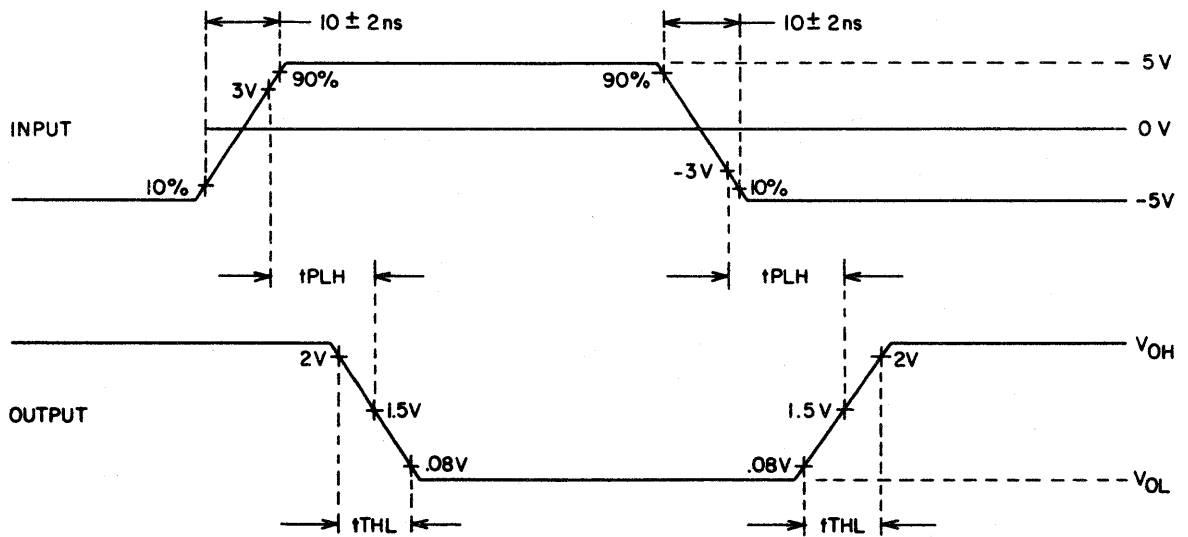 10 ± 2ns 10 ± 2ns
90% 90% 5V
3V
INPUT 0V
-3V
10% 10% -5V
tPLH tPLH
2V 2V VOH
OUTPUT 1.5V 1.5V
.08V .08V
VOL
tTHL tTHL